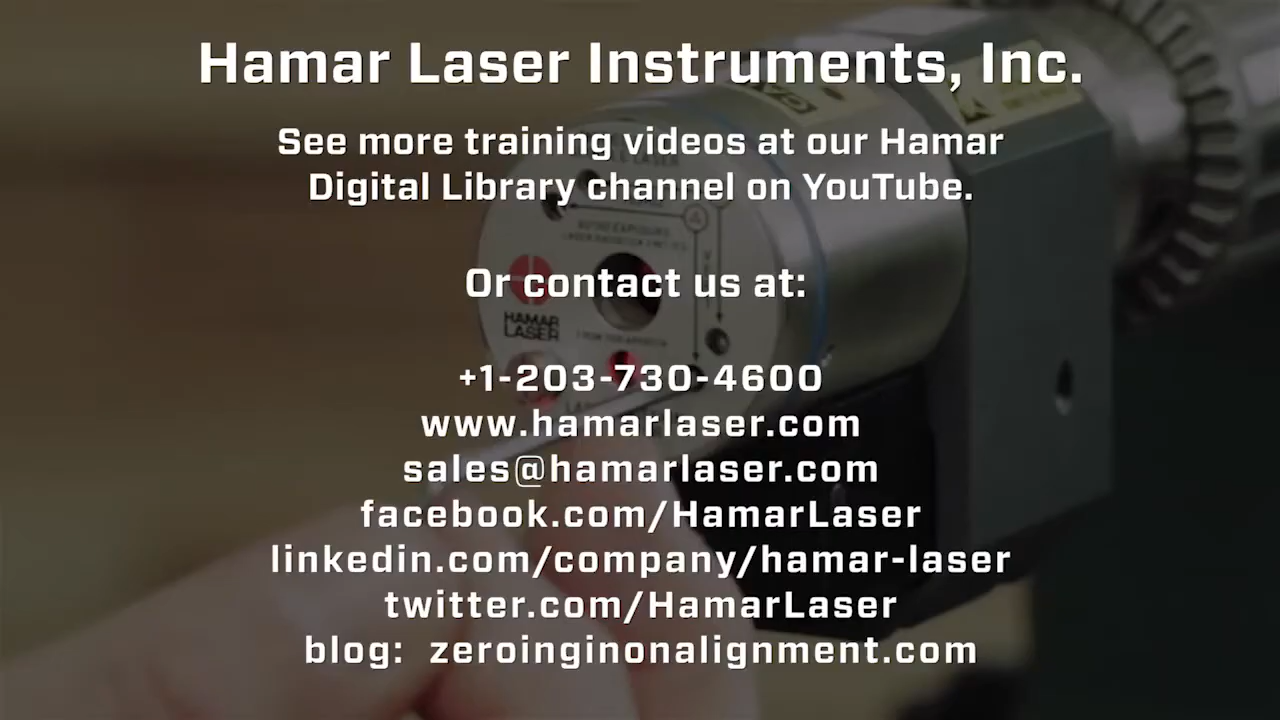 Hamar Laser Instruments, Inc.
See more training videos at our Hamar
Digital Library channel on YouTube.
Or contact us at:
HAMAR
LASER
+1-203-730-4600
www.hamarlaser.com
sales@hamarlaser.com
facebook.com/HamarLaser
linkedin.com/company/hamar-laser
twitter.com/HamarLaser
blog: zeroinginonalignment.com